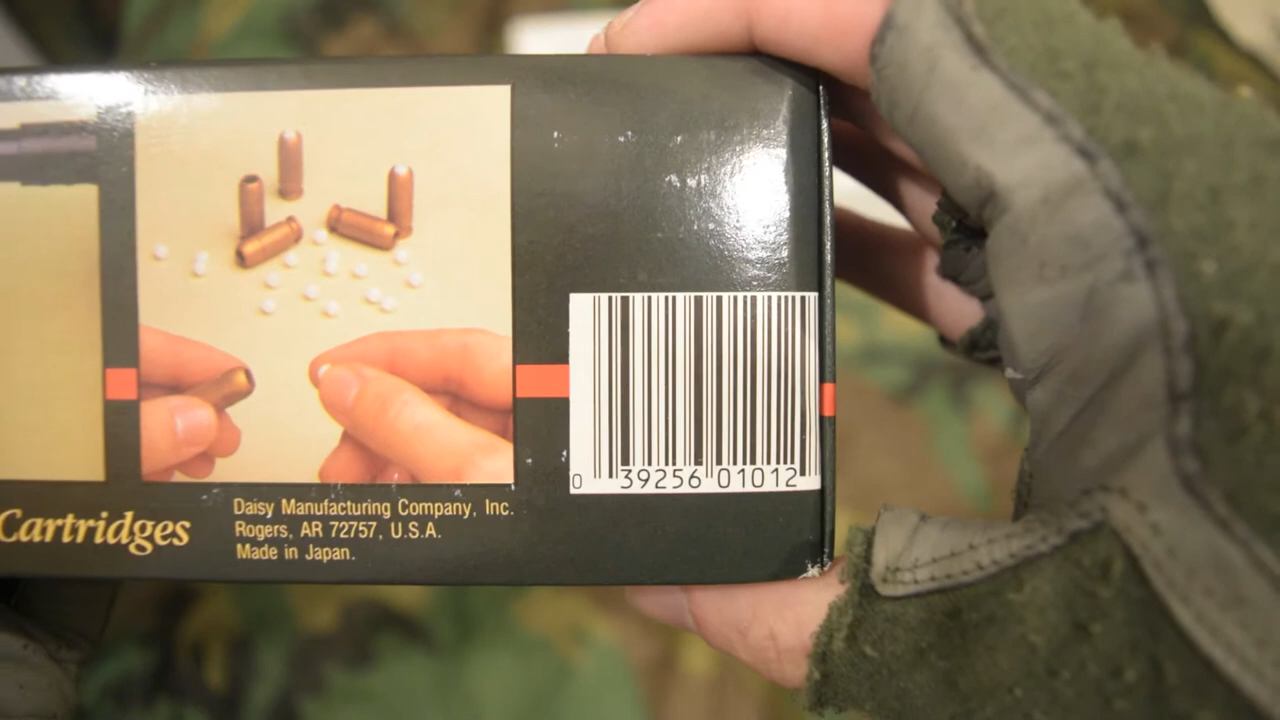 Cartridges
Daisy Manufacturing Company, Inc.
Rogers, AR 72757, U.S.A.
Made in Japan.
0 39256 01012